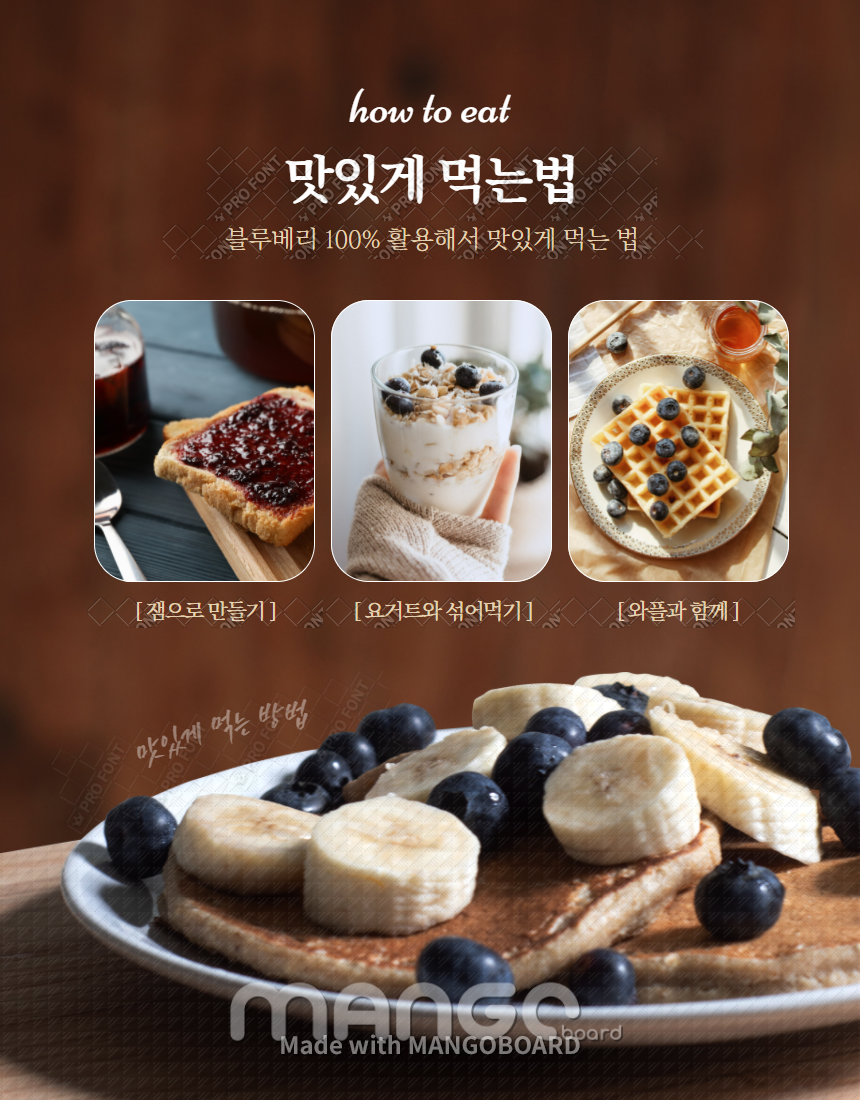 how to eat
맛있게 먹는법
블루베리 100% 활용해서 맛있게 먹는 법
[ 잼으로 만들기 ]
[ 요거트와 섞어먹기 ]
[ 와플과 함께 ]
맛있게 먹는 방법
PRO FONT
MANGO board
Made with MANGOBOARD